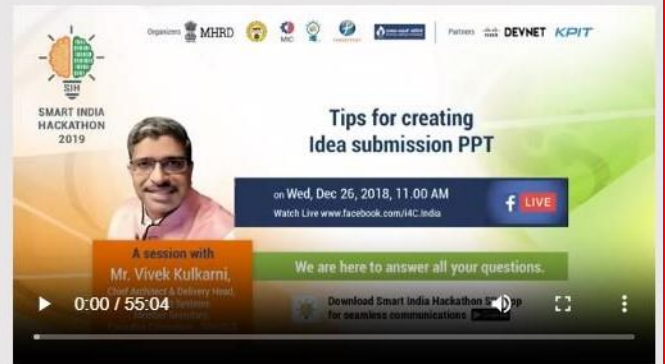 Organizers MHRD MIC Partners DEVNET KPIT
SIH
SMART INDIA
HACKATHON
2019
Tips for creating
Idea submission PPT
on Wed, Dec 26, 2018, 11.00 AM
Watch Live www.facebook.com/i4C.India
f LIVE
A session with
Mr. Vivek Kulkarni,
Chief Architect & Delivery Head,
We are here to answer all your questions.
Download Smart India Hackathon
for seamless communications
0:00 / 55:04